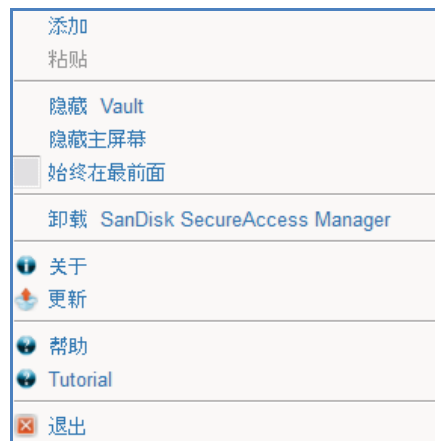 添加
粘贴
隐藏 Vault
隐藏主屏幕
始终在最前面
卸载 SanDisk SecureAccess Manager
关于
更新
帮助
Tutorial
退出